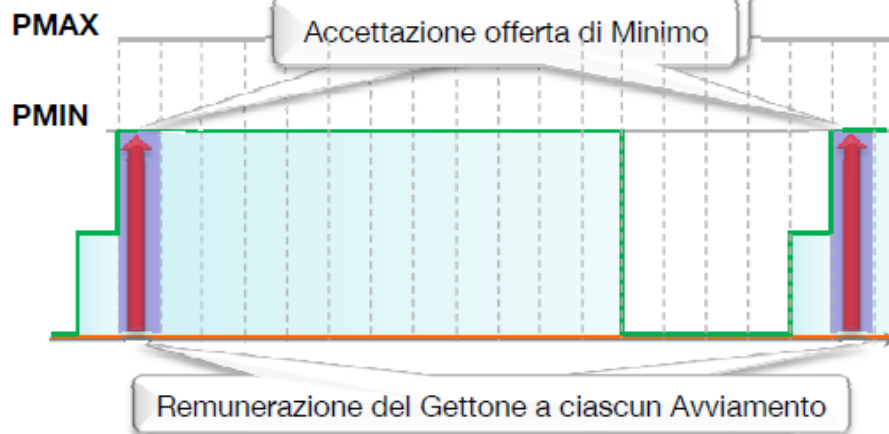 PMAX
Accettazione offerta di Minimo
PMIN
Remunerazione del Gettone a ciascun Avviamento